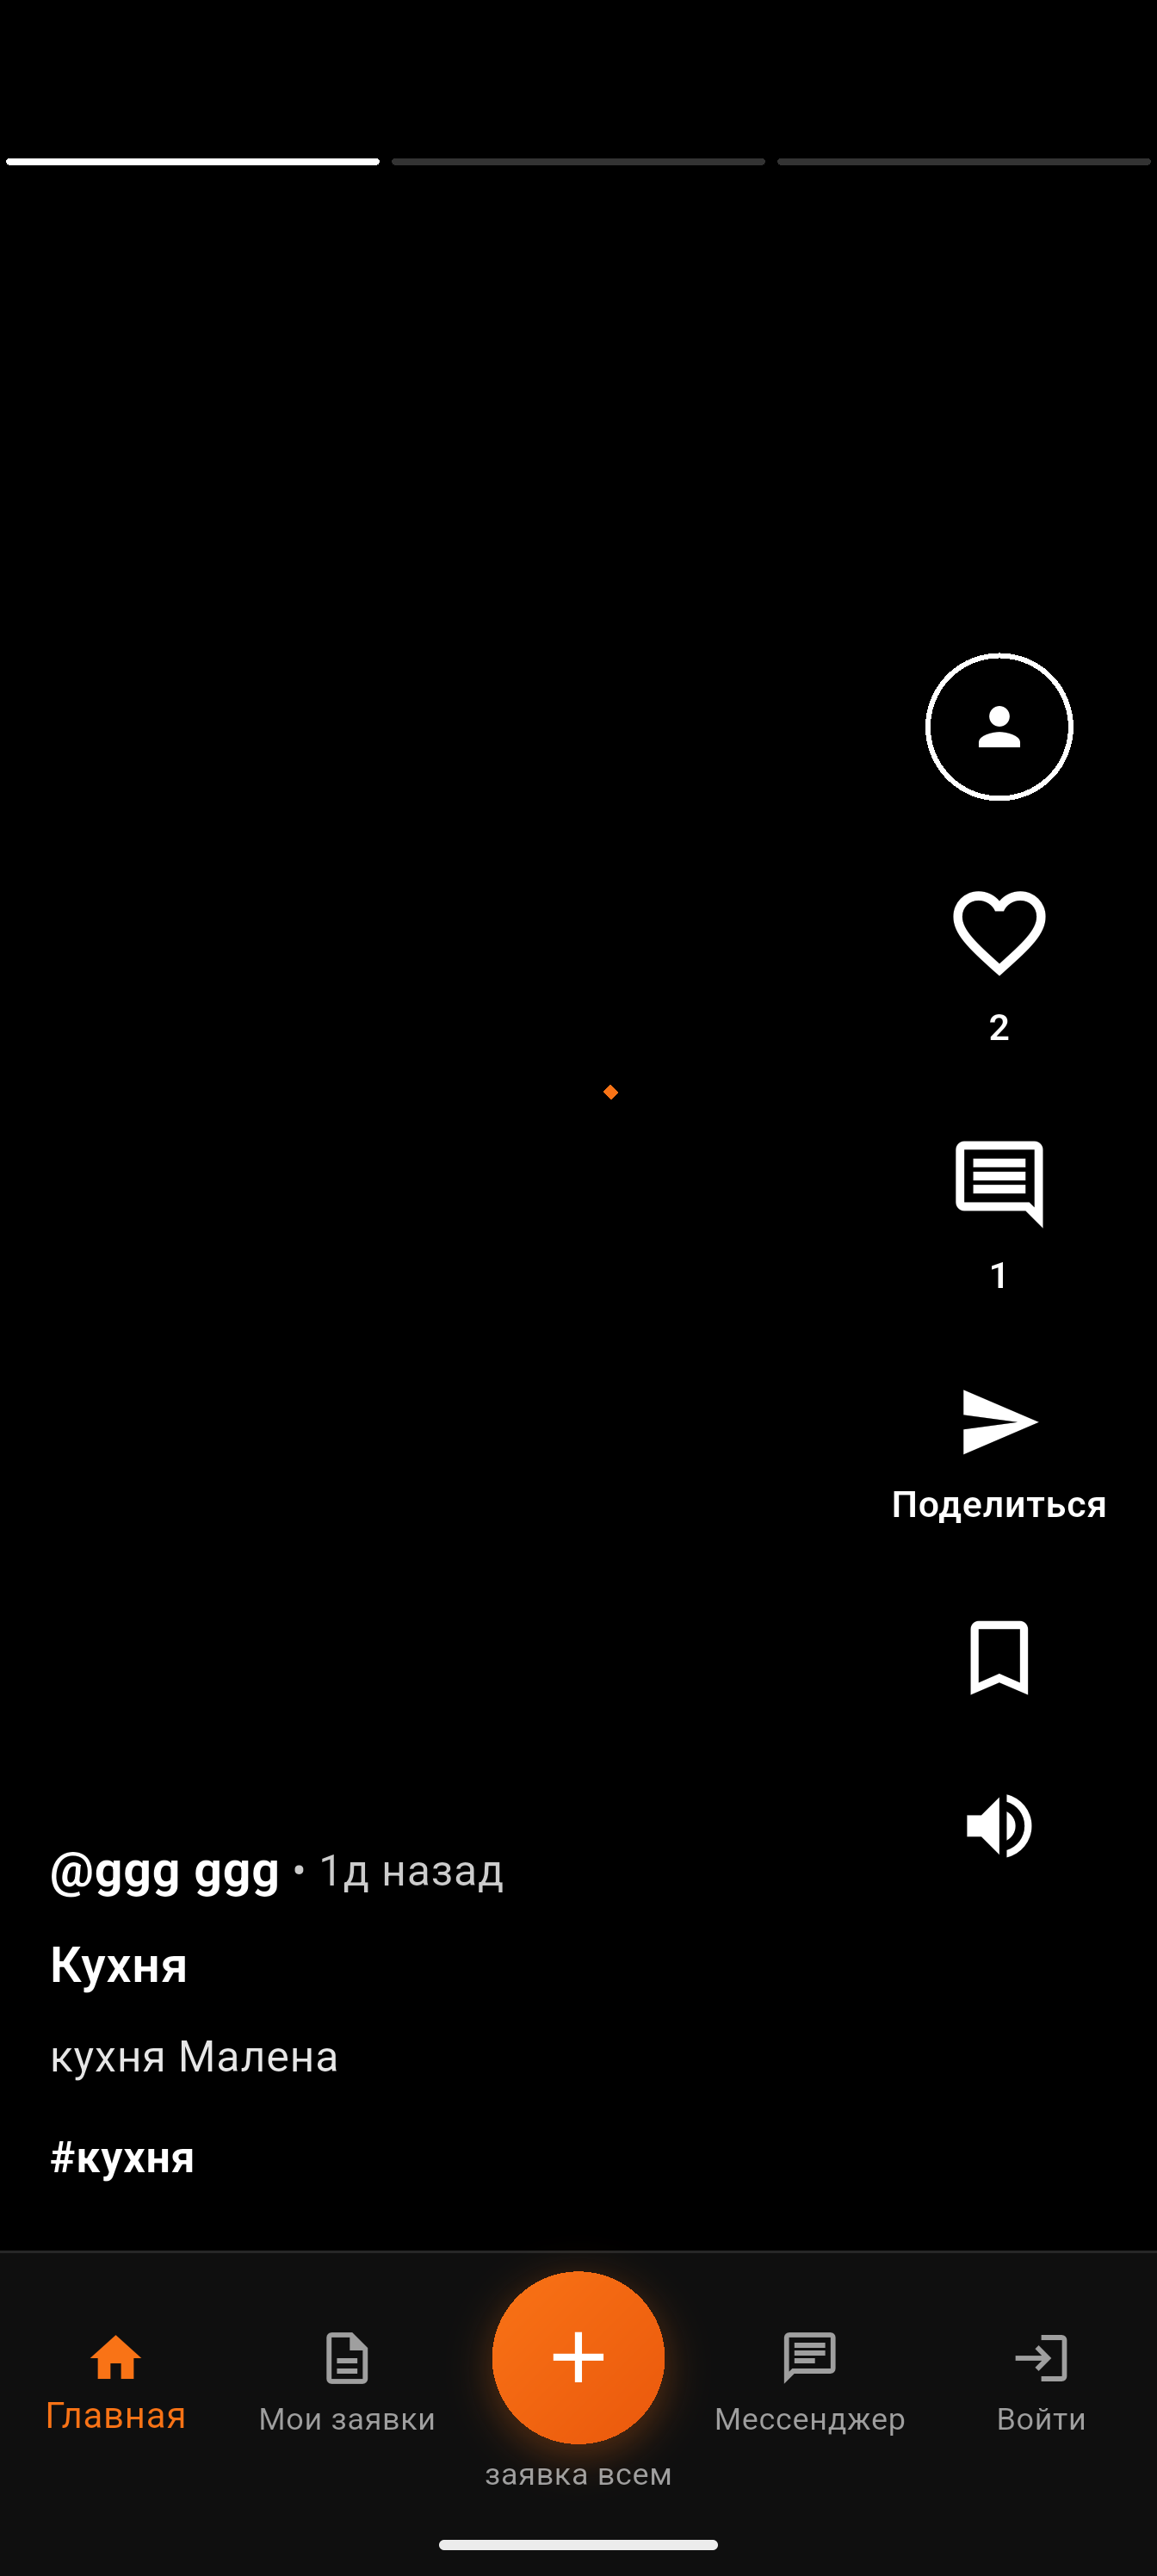 2
1
Поделиться
@ggg ggg • 1д назад
Кухня
кухня Малена
#кухня
Главная
Мои заявки
заявка всем
Мессенджер
Войти